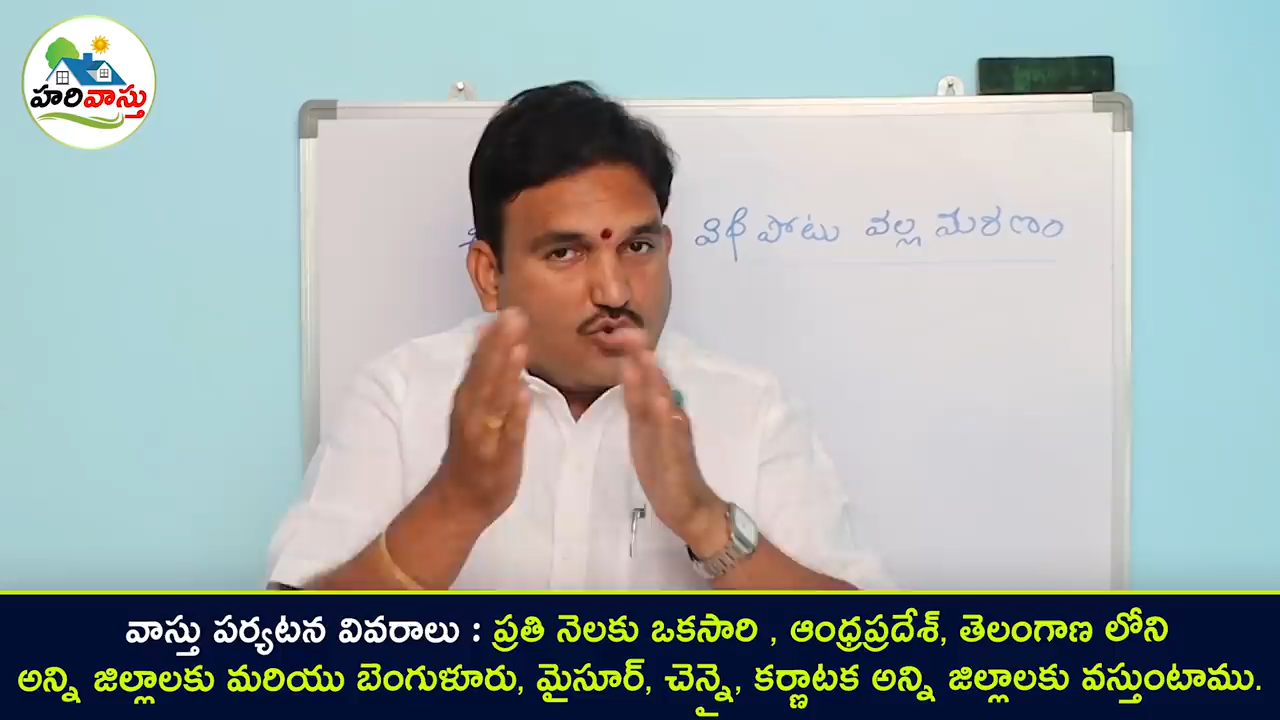 హరివాస్తు
వీధి పోటు వల్ల మరణం
వాస్తు పర్యటన వివరాలు : ప్రతి నెలకు ఒకసారి , ఆంధ్రప్రదేశ్, తెలంగాణ లోని
అన్ని జిల్లాలకు మరియు బెంగుళూరు, మైసూర్, చెన్నై, కర్ణాటక అన్ని జిల్లాలకు వస్తుంటాము.